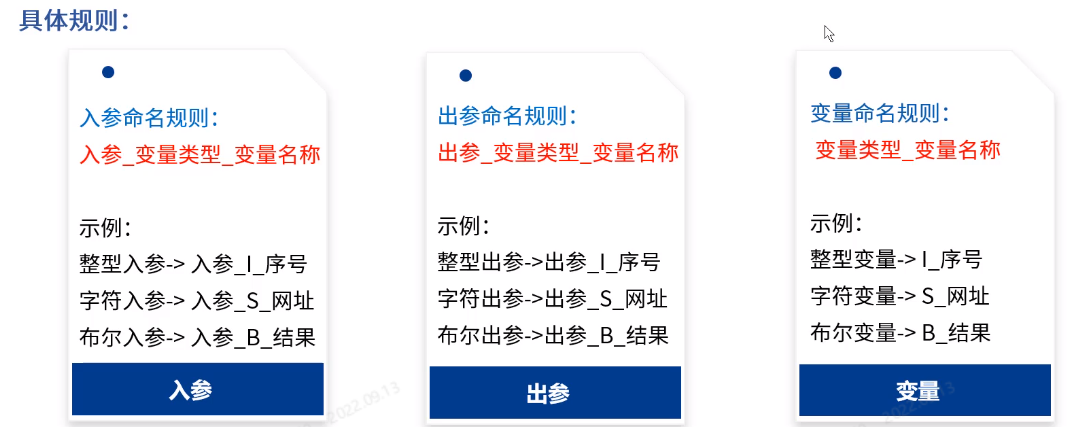 具体规则：
入参命名规则：
入参_变量类型_变量名称
示例：
整型入参-> 入参_I_序号
字符入参-> 入参_S_网址
布尔入参-> 入参_B_结果
入参
出参命名规则：
出参_变量类型_变量名称
示例：
整型出参->出参_I_序号
字符出参->出参_S_网址
布尔出参->出参_B_结果
出参
变量命名规则：
变量类型_变量名称
示例：
整型变量-> I_序号
字符变量-> S_网址
布尔变量-> B_结果
变量
2022.09.13